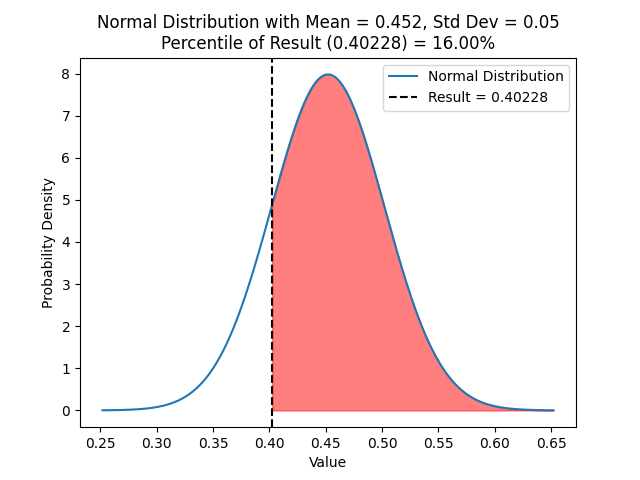 Normal Distribution with Mean = 0.452, Std Dev = 0.05
Percentile of Result (0.40228) = 16.00%
Normal Distribution
Result = 0.40228
Probability Density
8
7
6
5
4
3
2
1
0
0.25 0.30 0.35 0.40 0.45 0.50 0.55 0.60 0.65
Value